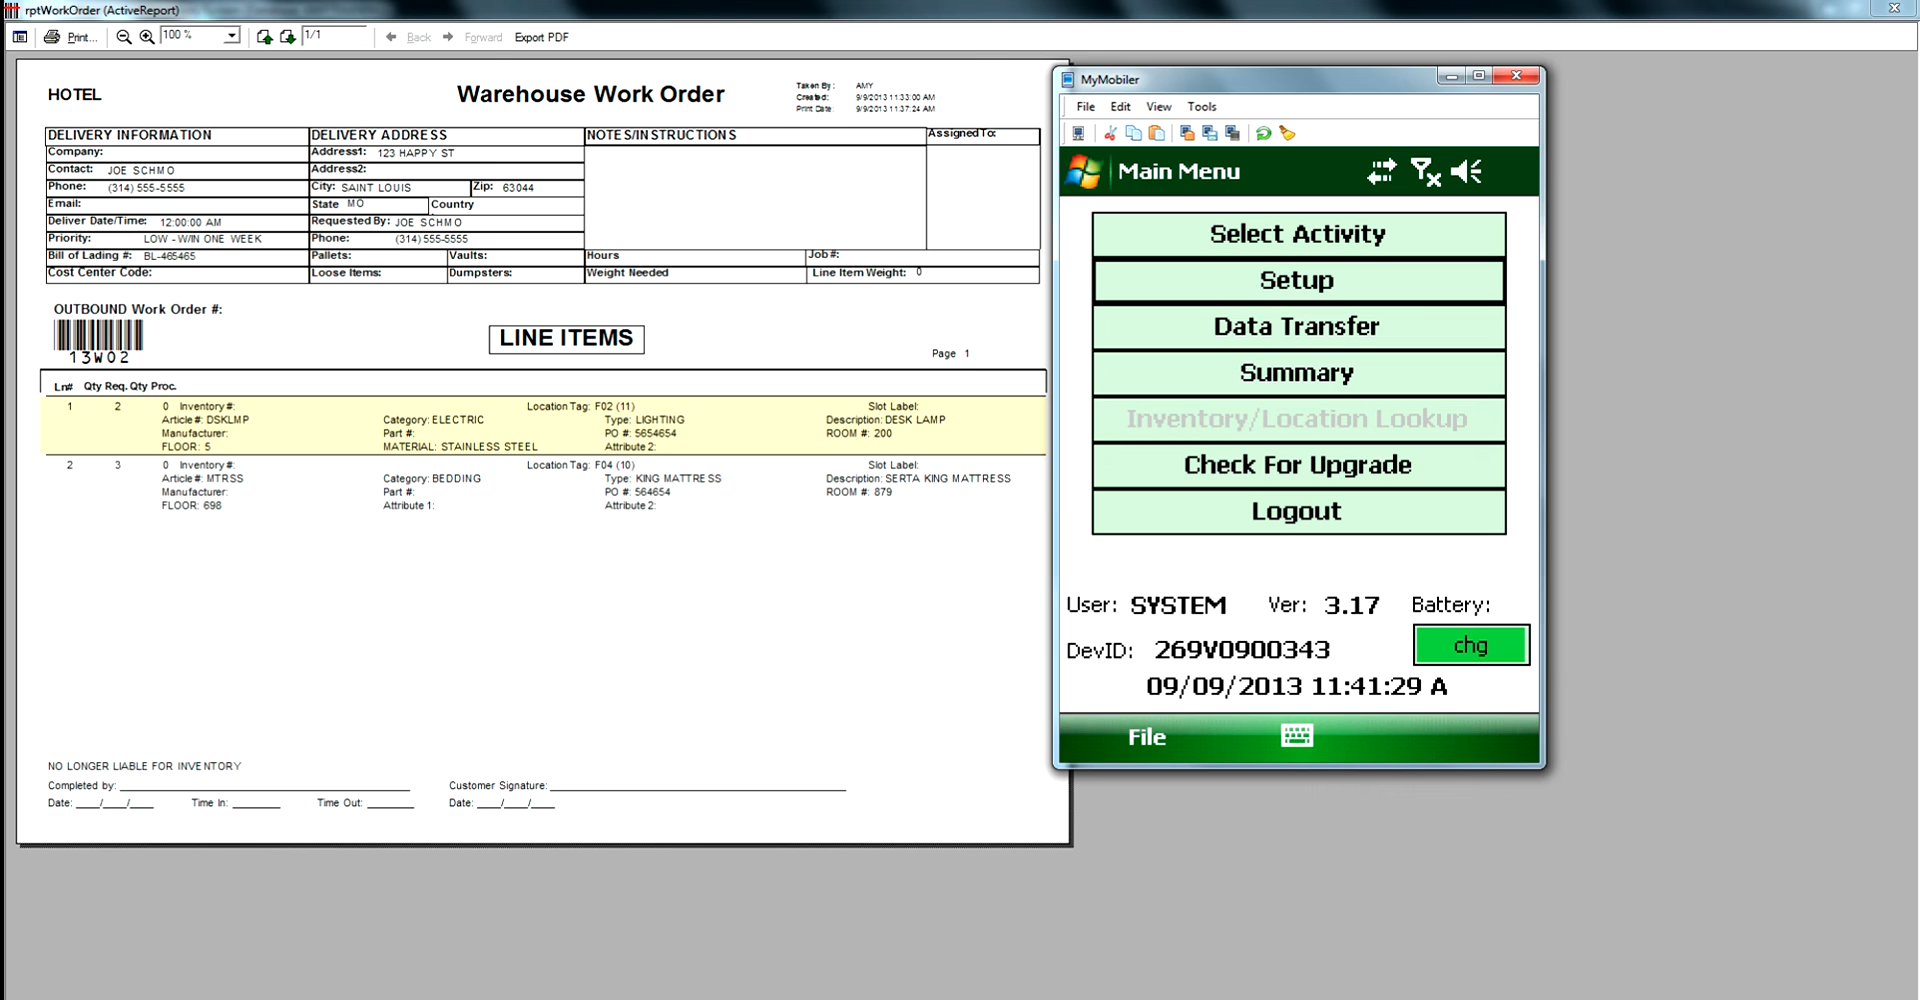 rptWorkOrder (ActiveReport)
Print... 100 % 1/1 Back Forward Export PDF
HOTEL
Warehouse Work Order
Taken By: AMY
Created: 9/9/2013 11:33:00 AM
Print Date: 9/9/2013 11:37:24 AM
DELIVERY INFORMATION DELIVERY ADDRESS NOTES/INSTRUCTIONS Assigned To:
Company: Address1: 123 HAPPY ST
Contact: JOE SCHMO Address2:
Phone: (314) 555-5555 City: SAINT LOUIS Zip: 63044
Email: State MO Country
Deliver Date/Time: 12:00:00 AM Requested By: JOE SCHMO
Priority: LOW - W/IN ONE WEEK Phone: (314) 555-5555
Bill of Lading #: BL-465465 Pallets: Vaults: Hours Job#:
Cost Center Code: Loose Items: Dumpsters: Weight Needed Line Item Weight: 0
OUTBOUND Work Order #:
13W02
LINE ITEMS
Page 1
Ln# Qty Req. Qty Proc.
1 2 0 Inventory #: Location Tag: F02 (11) Slot Label:
Article #: DSKLMP Category: ELECTRIC Type: LIGHTING Description: DESK LAMP
Manufacturer: Part #: PO #: 5654654 ROOM #: 200
FLOOR: 5 MATERIAL: STAINLESS STEEL Attribute 2:
2 3 0 Inventory #: Location Tag: F04 (10) Slot Label:
Article #: MTRSS Category: BEDDING Type: KING MATTRESS Description: SERTA KING MATTRESS
Manufacturer: Part #: PO #: 564654 ROOM #: 879
FLOOR: 698 Attribute 1: Attribute 2:
NO LONGER LIABLE FOR INVENTORY
Completed by: Customer Signature:
Date: ___/___/___ Time In: Time Out: Date: ___/___/___
MyMobiler
File Edit View Tools
Main Menu
Select Activity
Setup
Data Transfer
Summary
Inventory/Location Lookup
Check For Upgrade
Logout
User: SYSTEM Ver: 3.17 Battery:
DevID: 269V0900343 chg
09/09/2013 11:41:29 A
File